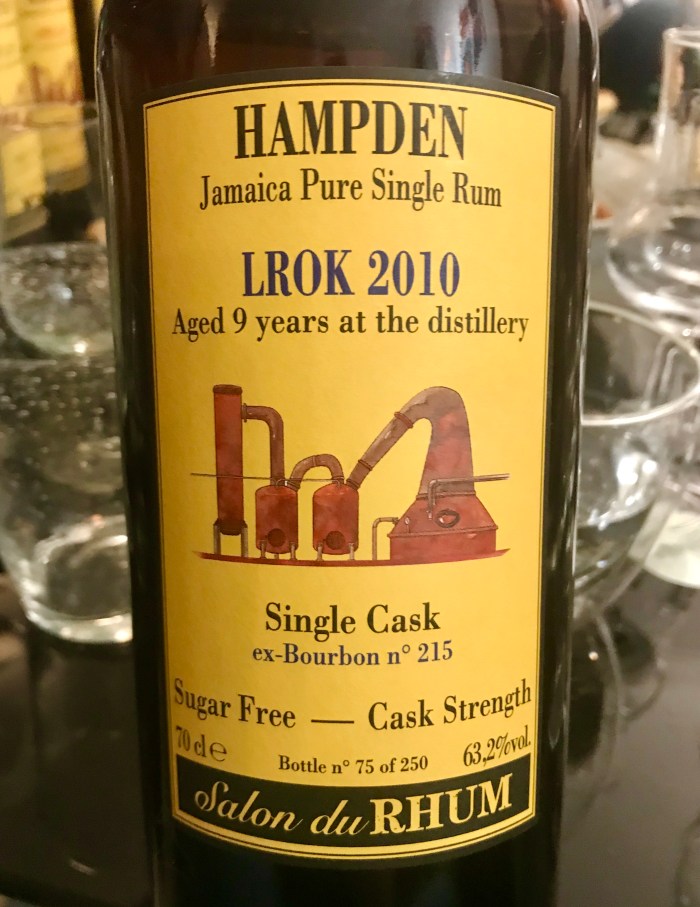 HAMPDEN
Jamaica Pure Single Rum
LROK 2010
Aged 9 years at the distillery
Single Cask
ex-Bourbon n° 215
Sugar Free — Cask Strength
70 cl ℮ Bottle n° 75 of 250 63,2%vol.
Salon du RHUM